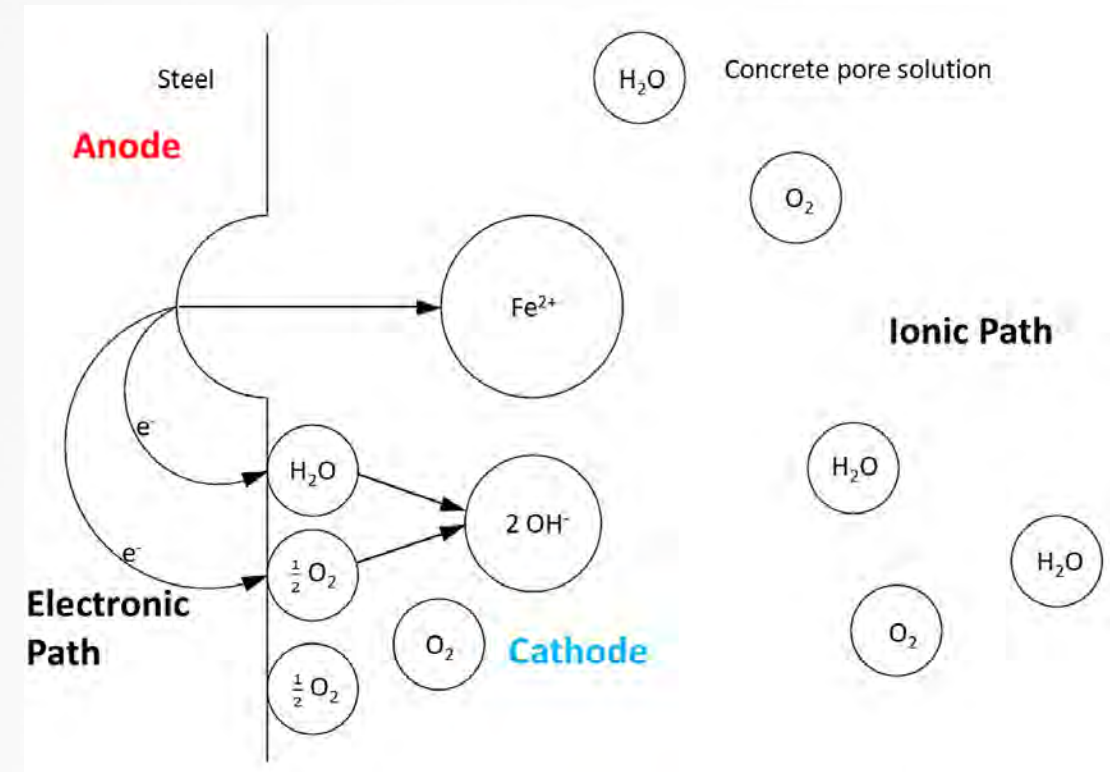 Steel
H₂O
Concrete pore solution
Anode
O₂
Fe²⁺
Ionic Path
e⁻
H₂O
2 OH⁻
H₂O
e⁻
½ O₂
H₂O
Electronic
Path
O₂
Cathode
O₂
½ O₂